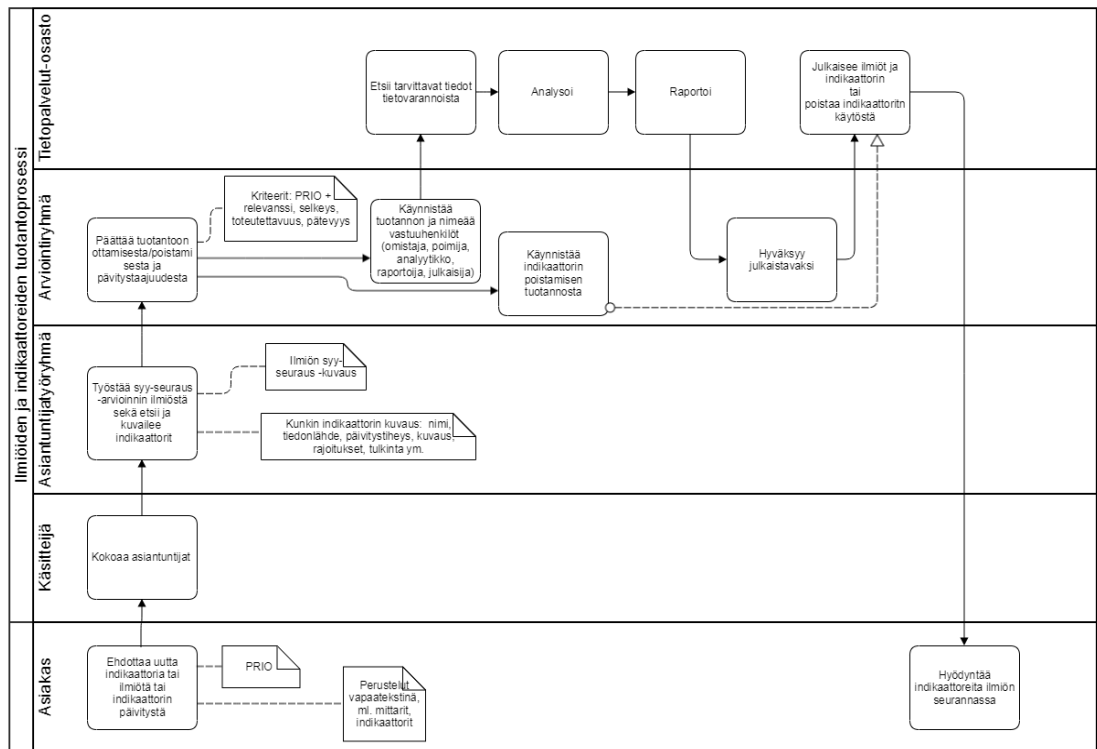 Ilmiöiden ja indikaattoreiden tuotantoprosessi
Tietopalvelut-osasto
Etsii tarvittavat tiedot
tietovarannoista
Analysoi
Raportoi
Julkaisee ilmiöt ja
indikaattorin
tai
poistaa indikaattoritn
käytöstä
Arviointiryhmä
Päättää tuotantoon
ottamisesta/poistami
sesta ja
pävitystaajuudesta
Kriteerit: PRIO +
relevanssi, selkeys,
toteutettavuus, pätevyys
Käynnistää
tuotannon ja nimeää
vastuuhenkilöt
(omistaja, poimija,
analyytikko,
raportoija, julkaisija)
Käynnistää
indikaattorin
poistamisen
tuotannosta
Hyväksyy
julkaistavaksi
Asiantuntijatyöryhmä
Työstää syy-seuraus
-arvioinnin ilmiöstä
sekä etsii ja
kuvailee
indikaattorit
Ilmiön syy-
seuraus -kuvaus
Kunkin indikaattorin kuvaus: nimi,
tiedonlähde, päivitystiheys, kuvaus,
rajoitukset, tulkinta ym.
Käsitteijä
Kokoaa asiantuntijat
Asiakas
Ehdottaa uutta
indikaattoria tai
ilmiötä tai
indikaattorin
päivitystä
PRIO
Perustelut
vapaatekstinä,
ml. mittarit,
indikaattorit
Hyödyntää
indikaattoreita ilmiön
seurannassa